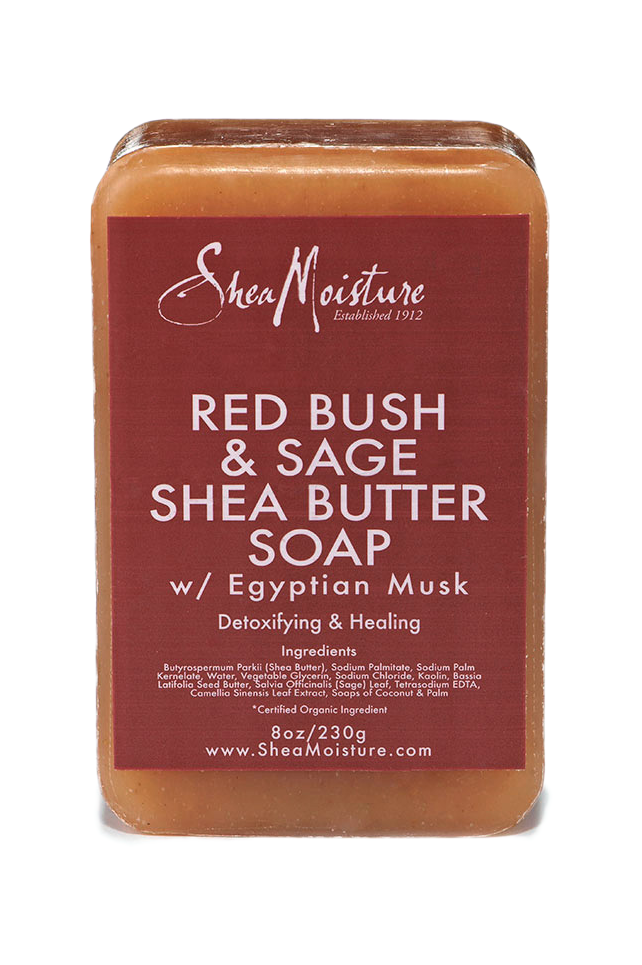 SheaMoisture
Established 1912
RED BUSH
& SAGE
SHEA BUTTER
SOAP
w/ Egyptian Musk
Detoxifying & Healing
Ingredients
Butyrospermum Parkii (Shea Butter), Sodium Palmitate, Sodium Palm
Kernelate, Water, Vegetable Glycerin, Sodium Chloride, Kaolin, Bassia
Latifolia Seed Butter, Salvia Officinalis (Sage) Leaf, Tetrasodium EDTA,
Camellia Sinensis Leaf Extract, Soaps of Coconut & Palm
*Certified Organic Ingredient
8oz/230g
www.SheaMoisture.com